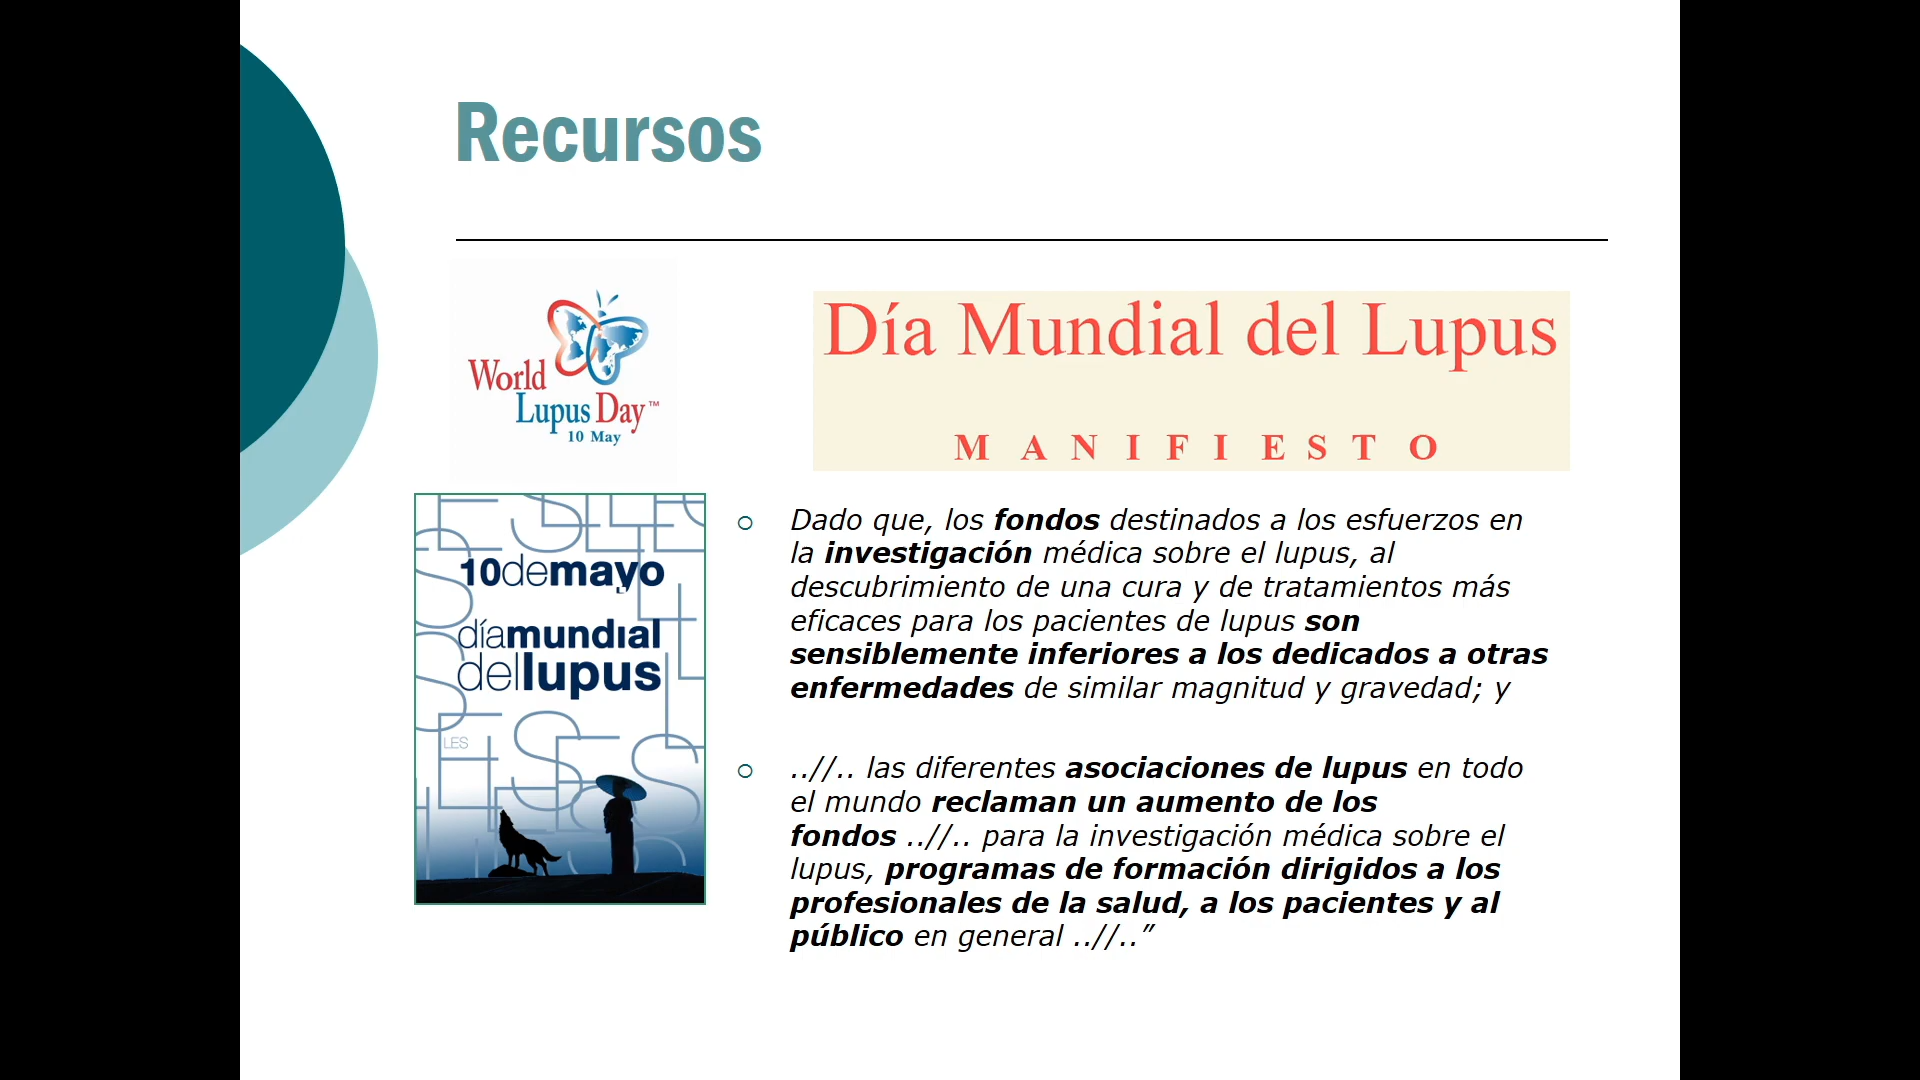 Recursos
World
Lupus Day™
10 May
Día Mundial del Lupus
MANIFIESTO
10demayo
díamundial
dellupus
LES
Dado que, los fondos destinados a los esfuerzos en
la investigación médica sobre el lupus, al
descubrimiento de una cura y de tratamientos más
eficaces para los pacientes de lupus son
sensiblemente inferiores a los dedicados a otras
enfermedades de similar magnitud y gravedad; y
..//.. las diferentes asociaciones de lupus en todo
el mundo reclaman un aumento de los
fondos ..//.. para la investigación médica sobre el
lupus, programas de formación dirigidos a los
profesionales de la salud, a los pacientes y al
público en general ..//..”